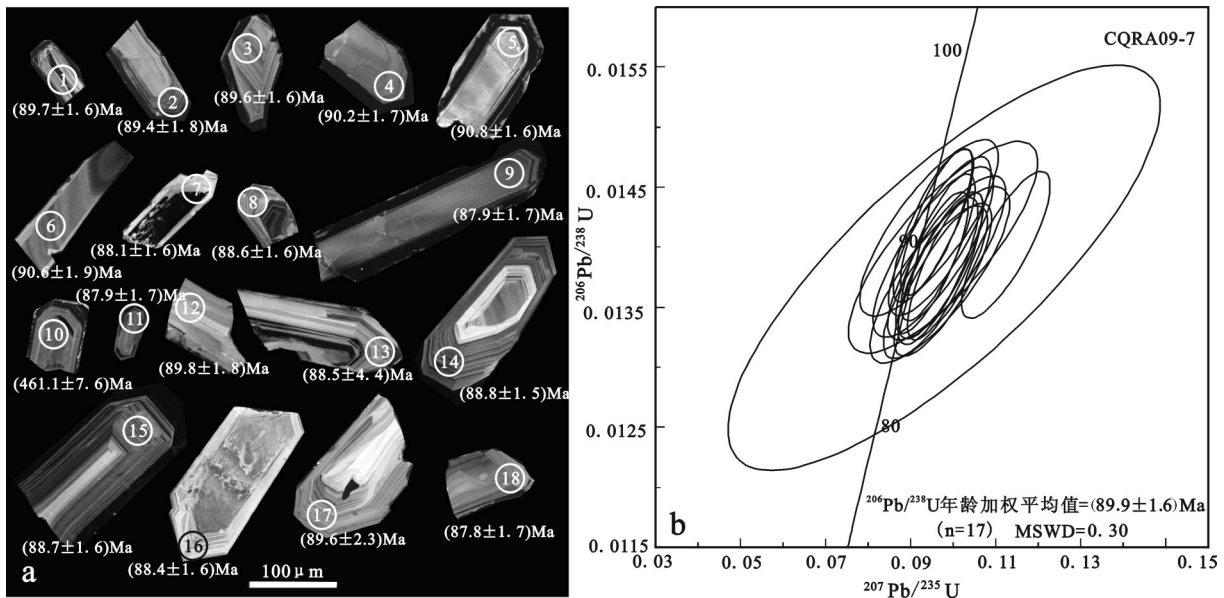 1
2
3
4
5
(89.7±1.6)Ma
(89.4±1.8)Ma
(89.6±1.6)Ma
(90.2±1.7)Ma
(90.8±1.6)Ma
6
7
8
9
(90.6±1.9)Ma
(88.1±1.6)Ma
(88.6±1.6)Ma
(87.9±1.7)Ma
(87.9±1.7)Ma
10
11
12
13
14
(461.1±7.6)Ma
(89.8±1.8)Ma
(88.5±4.4)Ma
(88.8±1.5)Ma
15
16
17
18
(88.7±1.6)Ma
(88.4±1.6)Ma
(89.6±2.3)Ma
(87.8±1.7)Ma
a
100μm
CQRA09-7
100
90
80
0.0155
0.0145
0.0135
0.0125
0.0115
²⁰⁶Pb/²³⁸U
²⁰⁶Pb/²³⁸U年龄加权平均值=(89.9±1.6)Ma
(n=17) MSWD=0.30
b
0.03 0.05 0.07 0.09 0.11 0.13 0.15
²⁰⁷Pb/²³⁵U